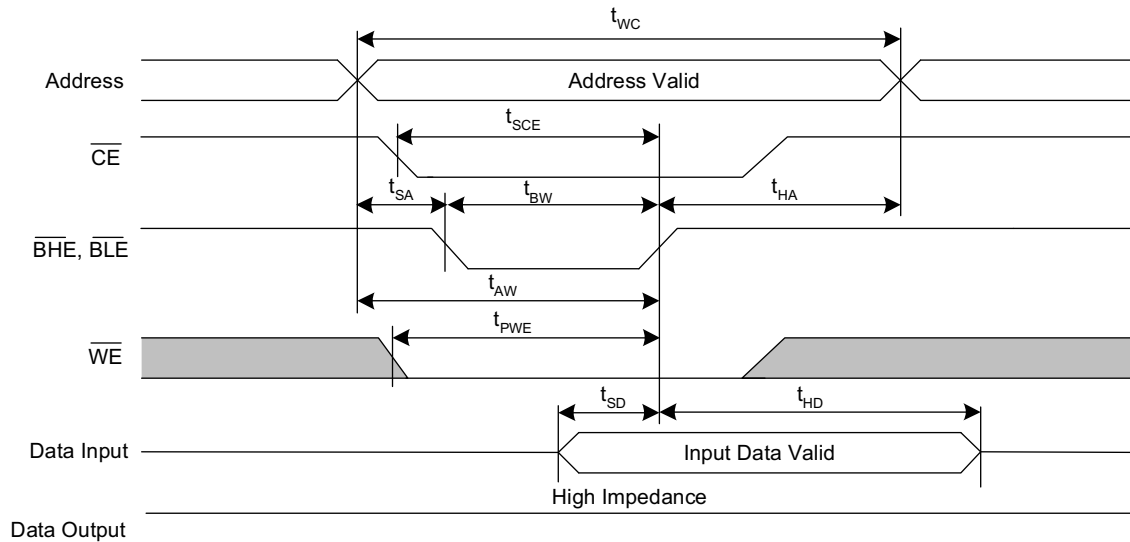 tWC
Address
Address Valid
tSCE
CE
tSA
tBW
tHA
BHE, BLE
tAW
tPWE
WE
tSD
tHD
Data Input
Input Data Valid
High Impedance
Data Output